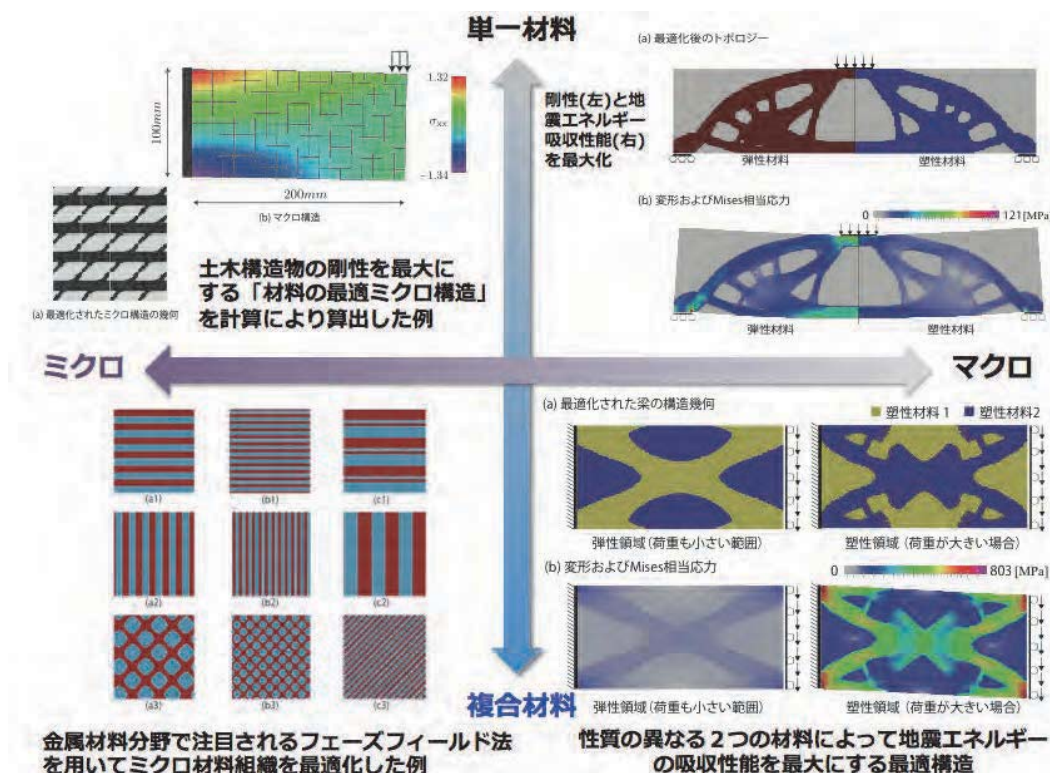 単一材料
1.32
σxx
-1.34
100mm
200mm
(b) マクロ構造
(a) 最適化されたミクロ構造の幾何
土木構造物の剛性を最大に
する「材料の最適ミクロ構造」
を計算により算出した例
(a) 最適化後のトポロジー
剛性(左)と地
震エネルギー
吸収性能(右)
を最大化
弾性材料
塑性材料
(b) 変形およびMises相当応力
0
121[MPa
弾性材料
塑性材料
ミクロ
マクロ
(a1)
(b1)
(c1)
(a2)
(b2)
(c2)
(a3)
(b3)
(c3)
金属材料分野で注目されるフェーズフィールド法
を用いてミクロ材料組織を最適化した例
(a) 最適化された梁の構造幾何
塑性材料1
塑性材料2
弾性領域(荷重も小さい範囲)
塑性領域(荷重が大きい場合)
(b) 変形およびMises相当応力
0
803 [MPa]
弾性領域(荷重も小さい範囲)
塑性領域(荷重が大きい場合)
複合材料
性質の異なる2つの材料によって地震エネルギー
の吸収性能を最大にする最適構造